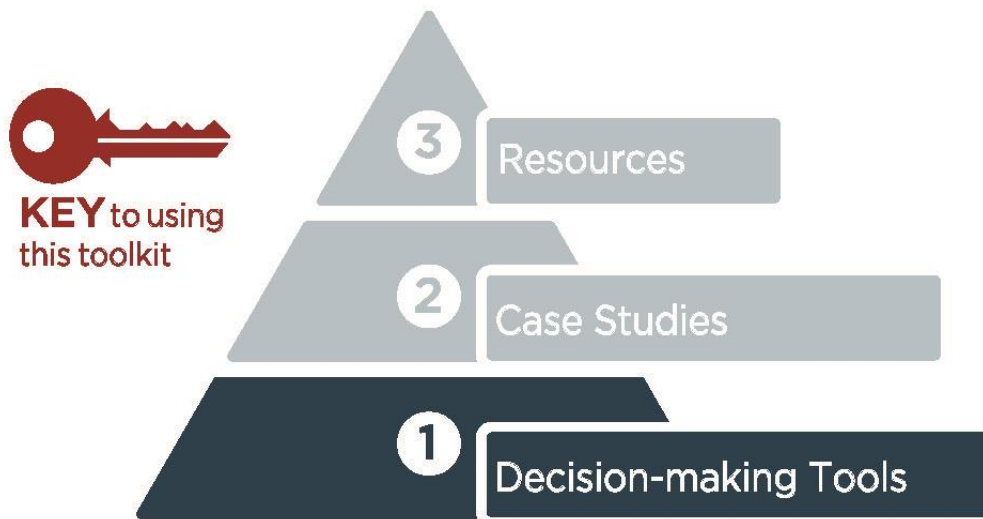 KEY to using
this toolkit
3
Resources
2
Case Studies
1
Decision-making Tools